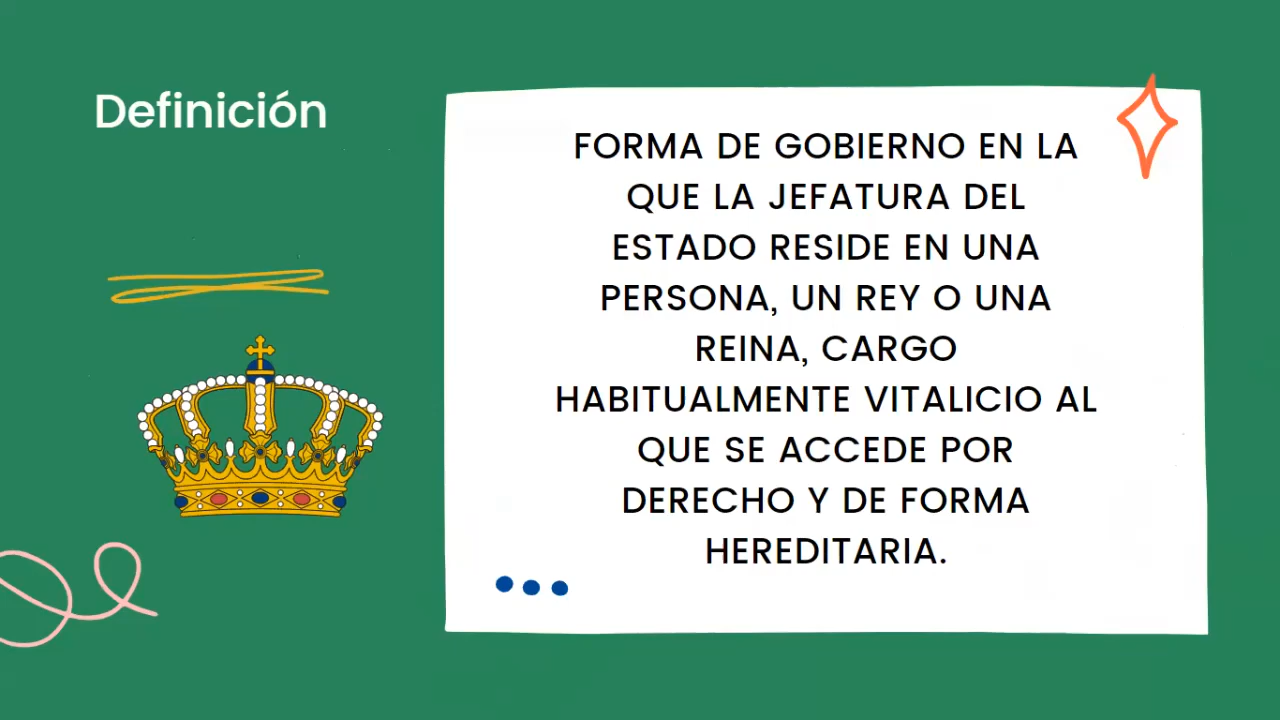 Definición
FORMA DE GOBIERNO EN LA
QUE LA JEFATURA DEL
ESTADO RESIDE EN UNA
PERSONA, UN REY O UNA
REINA, CARGO
HABITUALMENTE VITALICIO AL
QUE SE ACCEDE POR
DERECHO Y DE FORMA
HEREDITARIA.